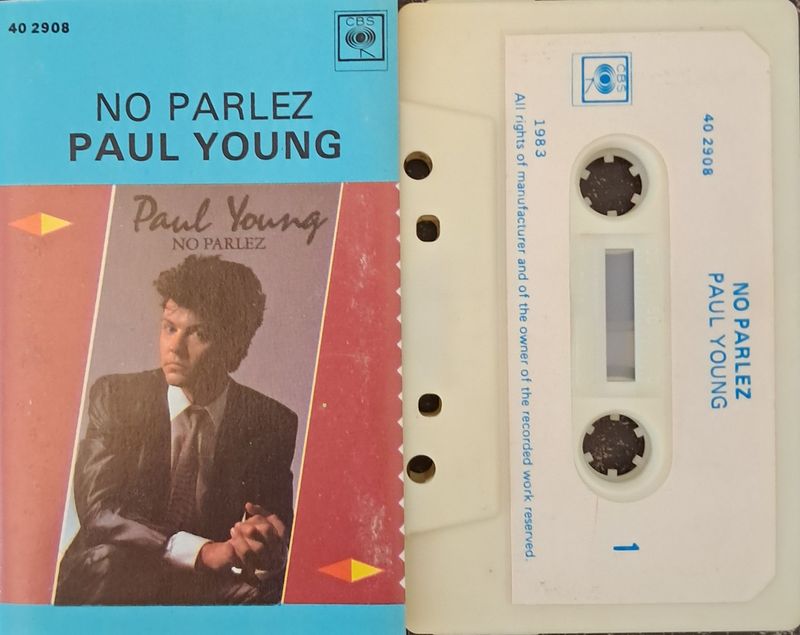 40 2908
CBS
NO PARLEZ
PAUL YOUNG
Paul Young
NO PARLEZ
CBS
40 2908
NO PARLEZ
PAUL YOUNG
1983
All rights of manufacturer and of the owner of the recorded work reserved.
1